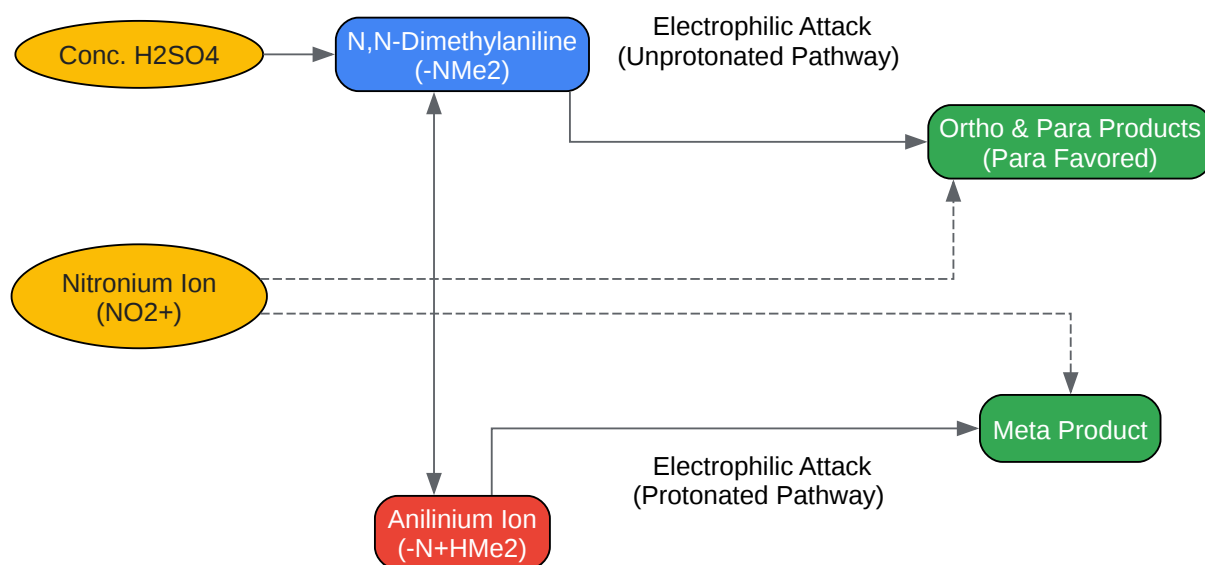 Conc. H2SO4
N,N-Dimethylaniline
(-NMe2)
Electrophilic Attack
(Unprotonated Pathway)
Ortho & Para Products
(Para Favored)
Nitronium Ion
(NO2+)
Meta Product
Electrophilic Attack
(Protonated Pathway)
Anilinium Ion
(-N+HMe2)